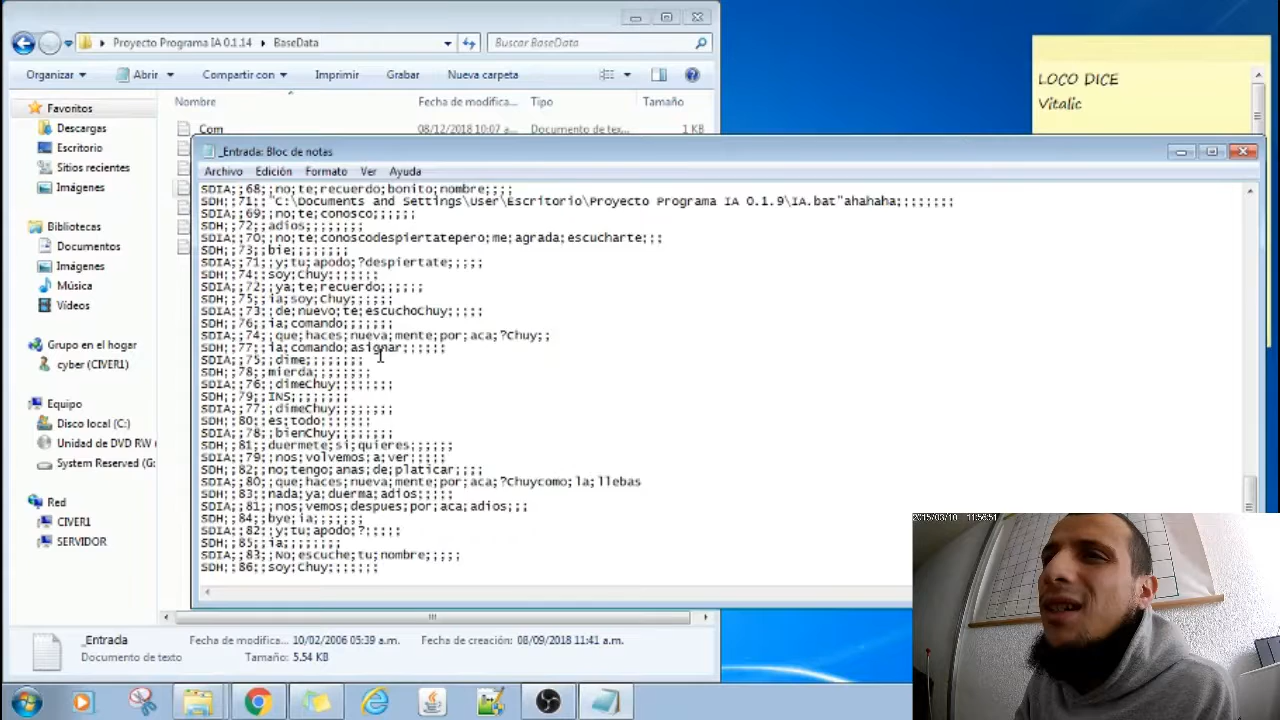 Proyecto Programa IA 0.1.14 BaseData
Buscar BaseData
Organizar Abrir Compartir con Imprimir Grabar Nueva carpeta
LOCO DICE
Vitalic
Favoritos
Descargas
Escritorio
Sitios recientes
Imágenes
Bibliotecas
Documentos
Imágenes
Música
Vídeos
Grupo en el hogar
cyber (CIVER1)
Equipo
Disco local (C:)
Unidad de DVD RW
System Reserved (G:
Red
CIVER1
SERVIDOR
Nombre Fecha de modifica... Tipo Tamaño
Com 08/12/2018 10:07 a... Documento de tex... 1 KB
_Entrada: Bloc de notas
Archivo Edición Formato Ver Ayuda
SDIA;;68;;no;te;recuerdo;bonito;nombre;;;;
SDH;;71;; "C:\Documents and Settings\User\Escritorio\Proyecto Programa IA 0.1.9\IA.bat"ahahaha;;;;;;;;
SDIA;;69;;no;te;conosco;;;;;;
SDH;;72;;adios;;;;;;;;
SDIA;;70;;no;te;conoscodespiertatepero;me;agrada;escucharte;;;
SDH;;73;;bie;;;;;;;;
SDIA;;71;;y;tu;apodo;?despiertate;;;;;
SDH;;74;;soy;Chuy;;;;;;;
SDIA;;72;;ya;te;recuerdo;;;;;;
SDH;;75;;ia;soy;Chuy;;;;;;
SDIA;;73;;de;nuevo;te;escuchoChuy;;;;;
SDH;;76;;ia;comando;;;;;;;
SDIA;;74;;que;haces;nueva;mente;por;aca;?Chuy;;
SDH;;77;;ia;comando;asignar;;;;;;
SDIA;;75;;dime;;;;;;;;
SDH;;78;;mierda;;;;;;;;
SDIA;;76;;dimeChuy;;;;;;;;
SDH;;79;;INS;;;;;;;;
SDIA;;77;;dimeChuy;;;;;;;;
SDH;;80;;es;todo;;;;;;;
SDIA;;78;;bienChuy;;;;;;;;
SDH;;81;;duermete;si;quieres;;;;;;
SDIA;;79;;nos;volvemos;a;ver;;;;;
SDH;;82;;no;tengo;anas;de;platicar;;;;
SDIA;;80;;que;haces;nueva;mente;por;aca;?Chuycomo;la;llebas
SDH;;83;;nada;ya;duerma;adios;;;;;
SDIA;;81;;nos;vemos;despues;por;aca;adios;;;
SDH;;84;;bye;ia;;;;;;;
SDIA;;82;;y;tu;apodo;?;;;;;
SDH;;85;;ia;;;;;;;;
SDIA;;83;;No;escuche;tu;nombre;;;;;
SDH;;86;;soy;Chuy;;;;;;;
_Entrada Fecha de modifica... 10/02/2006 05:39 a.m. Fecha de creación: 08/09/2018 11:41 a.m.
Documento de texto Tamaño: 5.54 KB
2015/03/10 11:56:51